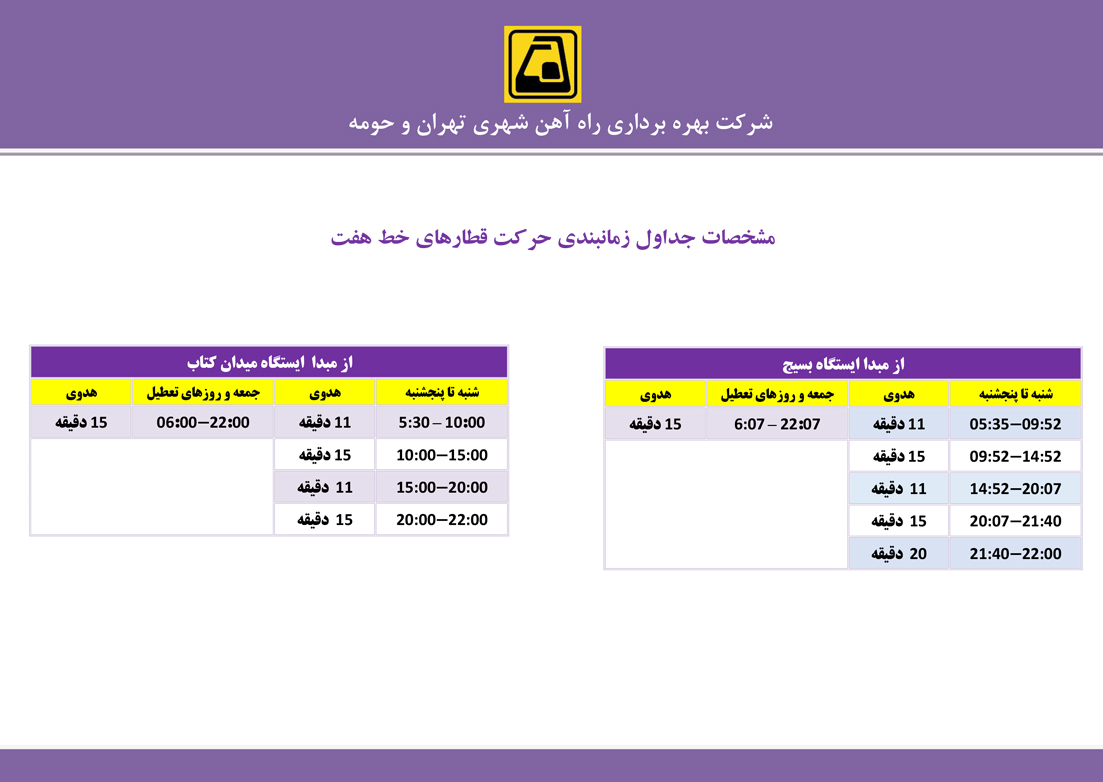 شرکت بهره برداری راه آهن شهری تهران و حومه
مشخصات جداول زمانبندی حرکت قطارهای خط هفت
از مبدا ایستگاه بسیج
شنبه تا پنجشنبه هدوی جمعه و روزهای تعطیل هدوی
05:35–09:52 11 دقیقه 6:07 – 22:07 15 دقیقه
09:52–14:52 15 دقیقه
14:52–20:07 11 دقیقه
20:07–21:40 15 دقیقه
21:40–22:00 20 دقیقه
از مبدا ایستگاه میدان کتاب
شنبه تا پنجشنبه هدوی جمعه و روزهای تعطیل هدوی
5:30 – 10:00 11 دقیقه 06:00–22:00 15 دقیقه
10:00–15:00 15 دقیقه
15:00–20:00 11 دقیقه
20:00–22:00 15 دقیقه